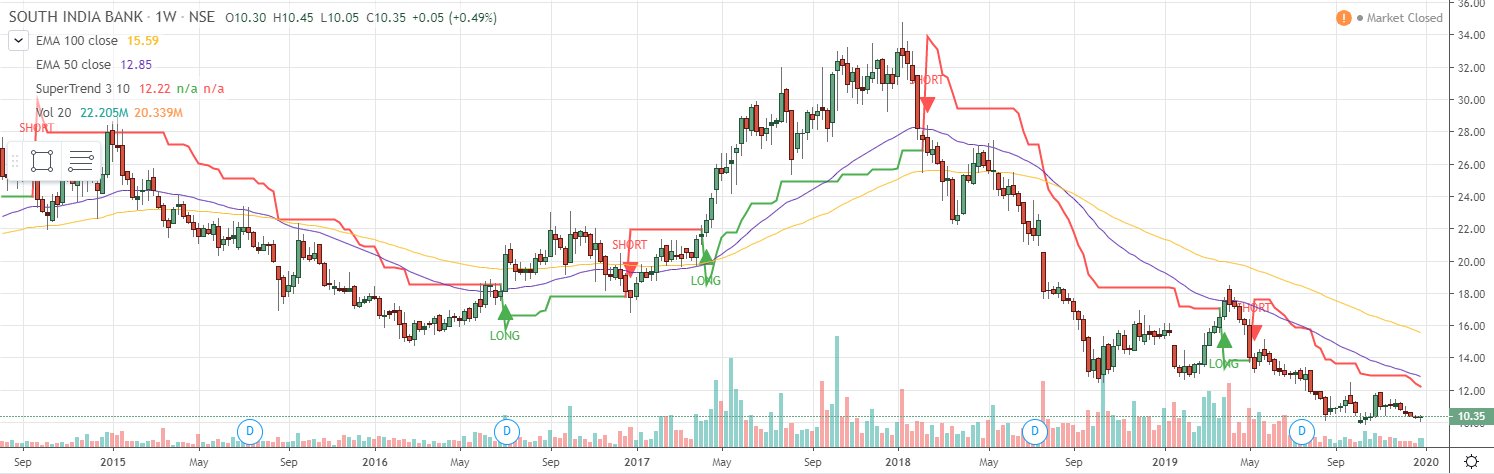 SOUTH INDIA BANK · 1W · NSE O10.30 H10.45 L10.05 C10.35 +0.05 (+0.49%)
! Market Closed
EMA 100 close 15.59
EMA 50 close 12.85
SuperTrend 3 10 12.22 n/a n/a
Vol 20 22.205M 20.339M
SHORT
LONG
SHORT
LONG
SHORT
LONG
SHORT
36.00
34.00
32.00
30.00
28.00
26.00
24.00
22.00
20.00
18.00
16.00
14.00
12.00
10.35
D D D D
Sep 2015 May Sep 2016 May Sep 2017 May Sep 2018 May Sep 2019 May Sep 2020